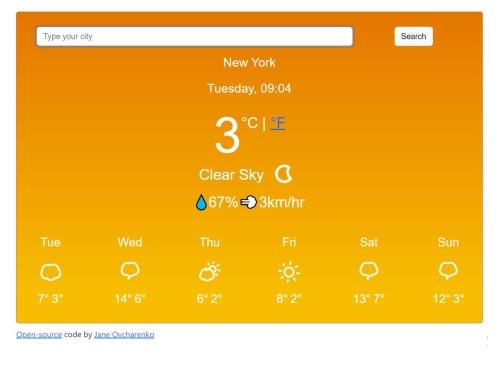 Type your city
Search
New York
Tuesday, 09:04
3 °C | °F
Clear Sky
67% 3km/hr
Tue Wed Thu Fri Sat Sun
7° 3° 14° 6° 6° 2° 8° 2° 13° 7° 12° 3°
Open-source code by Jane Ovcharenko